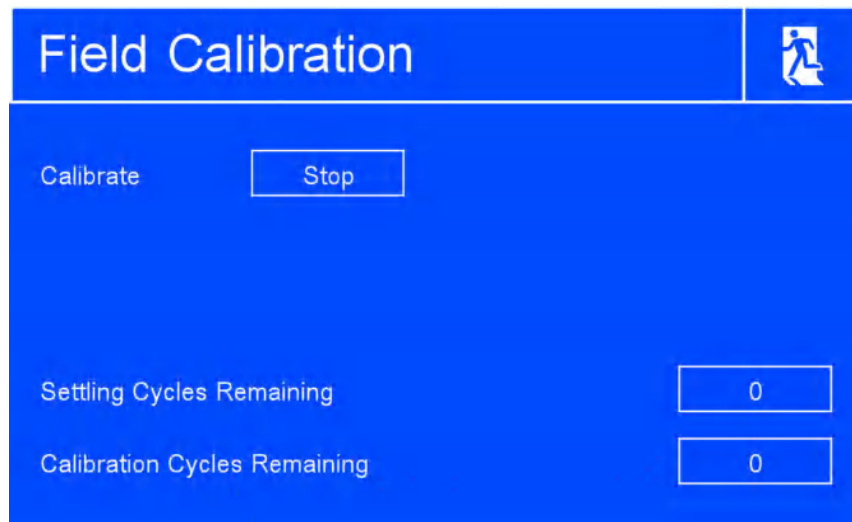 Field Calibration
Calibrate Stop
Settling Cycles Remaining 0
Calibration Cycles Remaining 0